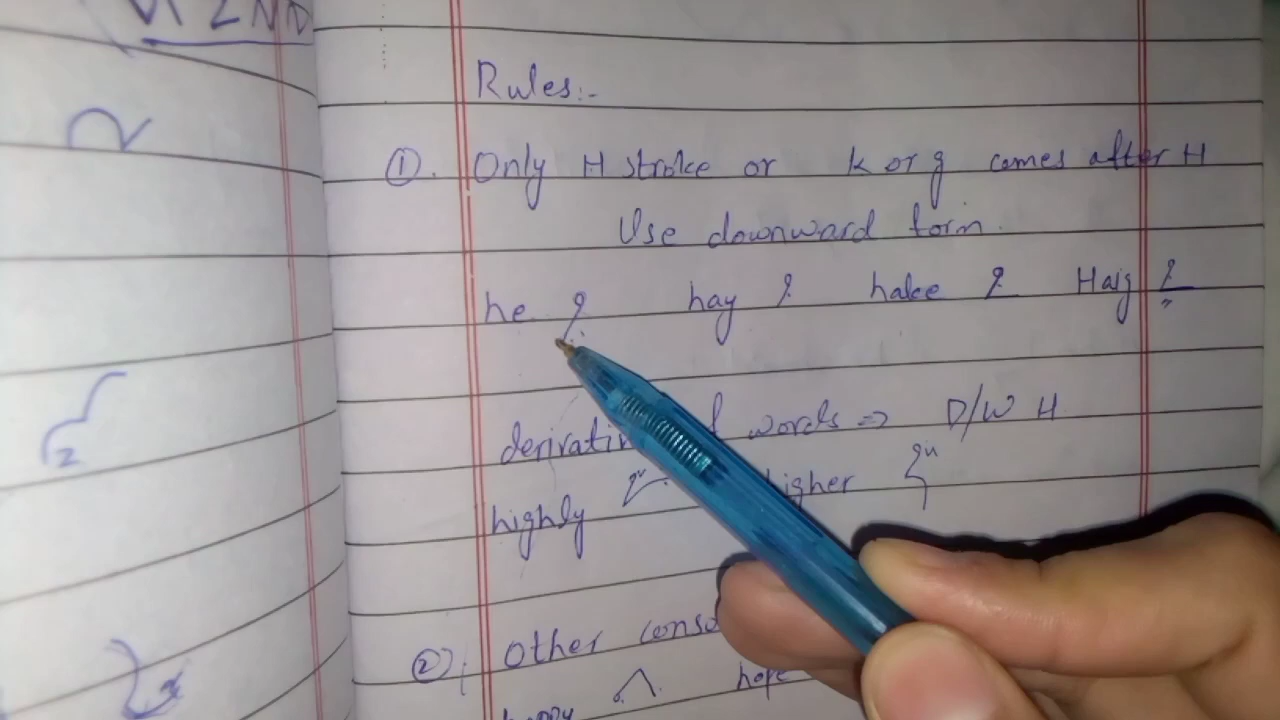 Rules:-
①. Only H stroke or k or g comes after H
Use downward form.
he hay hake Haig
words => D/W H
highly higher
②) Other
happy hope